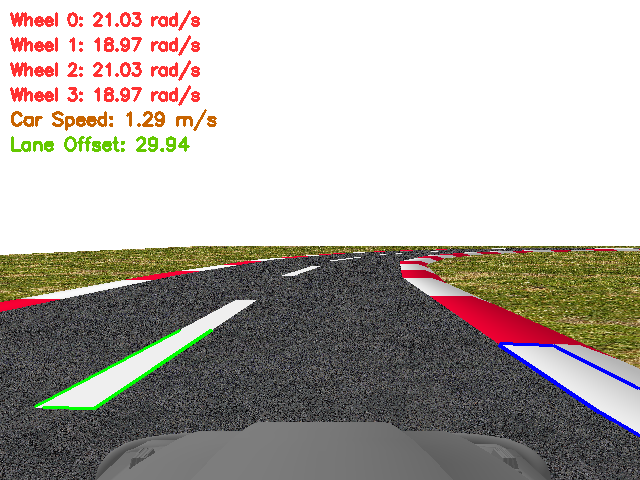 Wheel 0: 21.03 rad/s
Wheel 1: 18.97 rad/s
Wheel 2: 21.03 rad/s
Wheel 3: 18.97 rad/s
Car Speed: 1.29 m/s
Lane Offset: 29.94